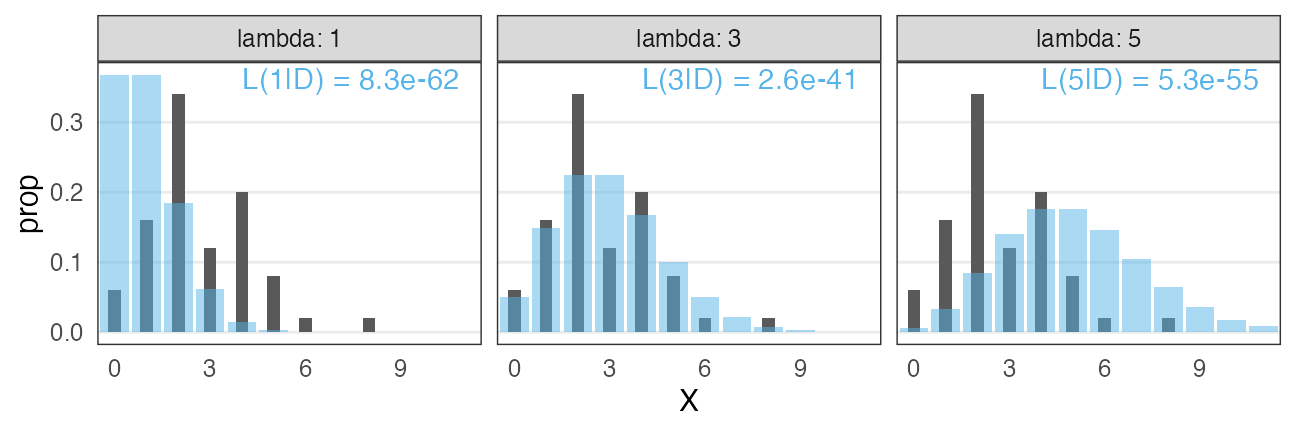 lambda: 1
lambda: 3
lambda: 5
L(1|D) = 8.3e-62
L(3|D) = 2.6e-41
L(5|D) = 5.3e-55
prop
0.3
0.2
0.1
0.0
0 3 6 9
0 3 6 9
0 3 6 9
X